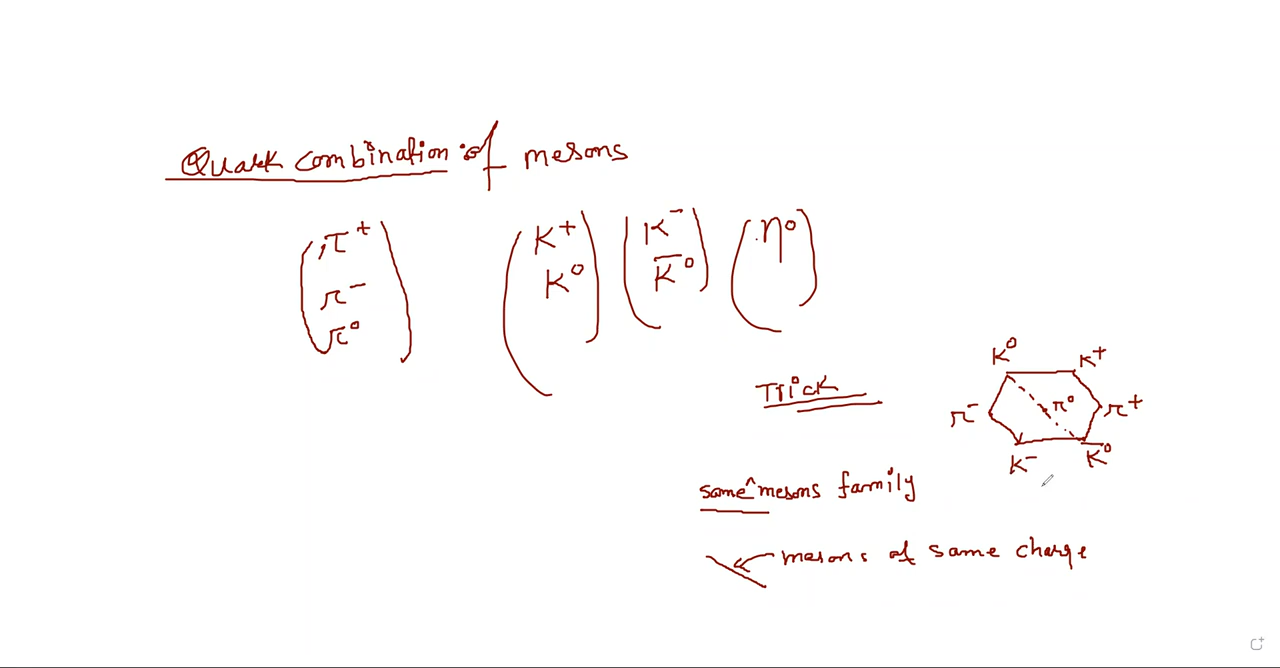 Quark combination of mesons
π⁺ K⁺ K⁻ η⁰
K⁰ K̅⁰
π⁻
π⁰
K⁰ K⁺
Trick
π⁻ π⁰ π⁺
K⁻ K̅⁰
same ^ mesons family
mesons of same charge